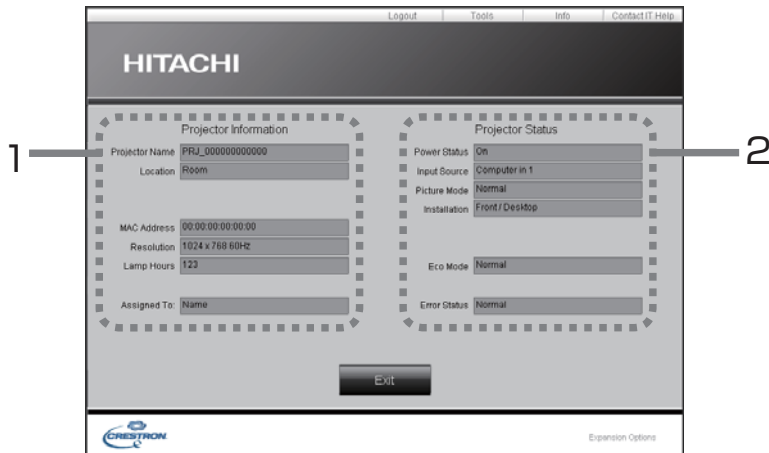 Logout Tools Info Contact IT Help
HITACHI
Projector Information
Projector Name PRJ_000000000000
Location Room
MAC Address 00:00:00:00:00:00
Resolution 1024 x 768 60Hz
Lamp Hours 123
Assigned To: Name
1
Projector Status
Power Status On
Input Source Computer in 1
Picture Mode Normal
Installation Front / Desktop
Eco Mode Normal
Error Status Normal
2
Exit
CRESTRON
Expansion Options